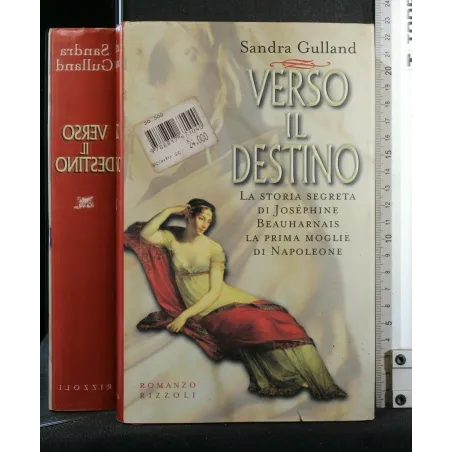 Sandra Gulland
VERSO
IL
DESTINO
LA STORIA SEGRETA
DI JOSÉPHINE
BEAUHARNAIS
LA PRIMA MOGLIE
DI NAPOLEONE
ROMANZO
RIZZOLI
24,000
Sandra
Gulland
VERSO
IL
DESTINO
RIZZOLI
20